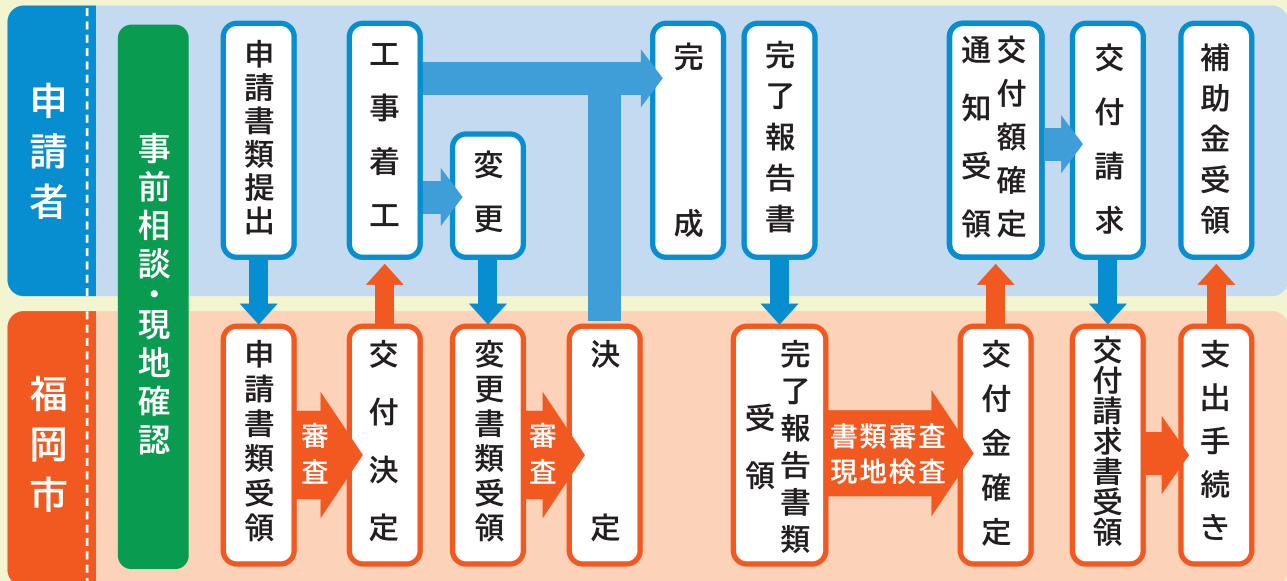 申請者
福岡市
事前相談・現地確認
申請書類提出
工事着工
変更
完成
完了報告書
交付額確定
通知受領
交付請求
補助金受領
申請書類受領
審査
交付決定
変更書類受領
審査
決定
完了報告書類
受領
書類審査
現地検査
交付金確定
交付請求書受領
支出手続き